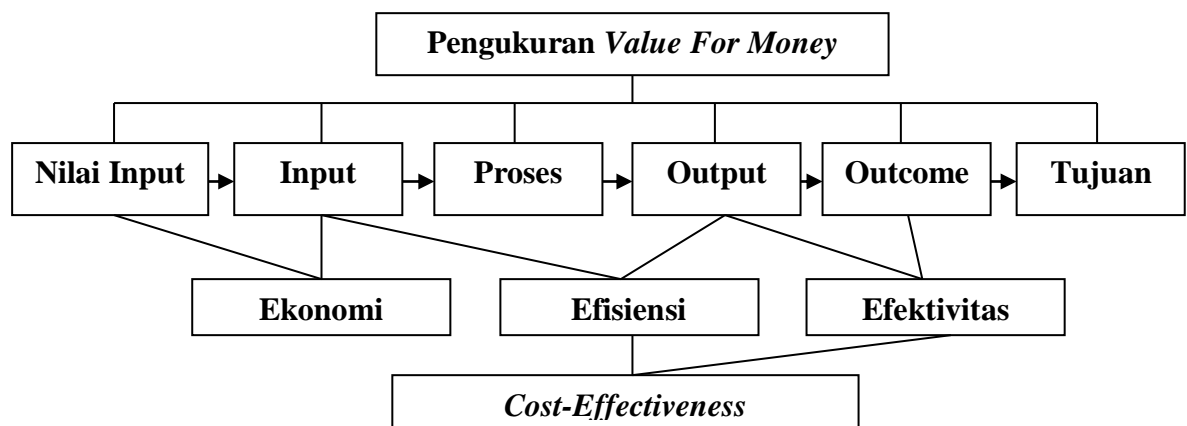 Pengukuran Value For Money
Nilai Input
Input
Proses
Output
Outcome
Tujuan
Ekonomi
Efisiensi
Efektivitas
Cost-Effectiveness